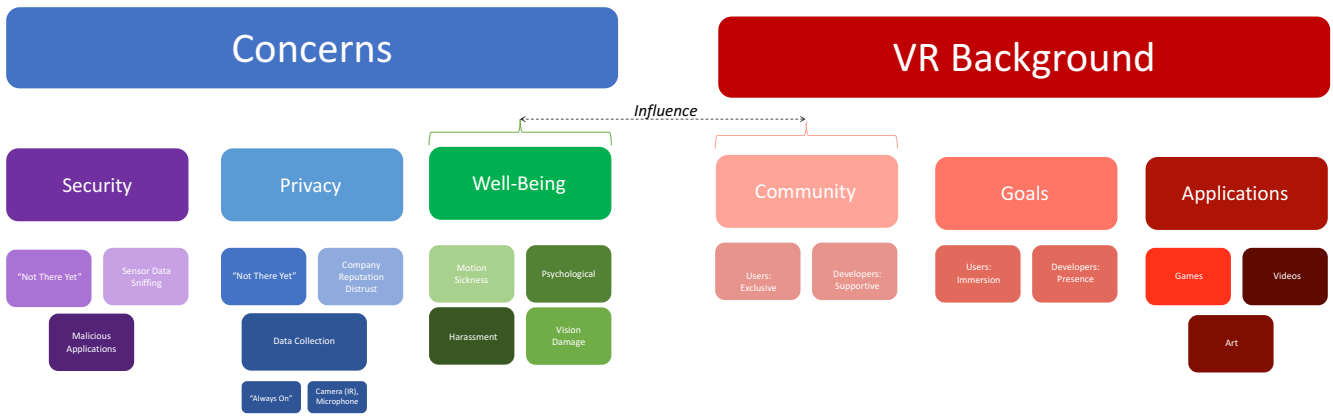 Concerns
VR Background
Influence
Security
Privacy
Well-Being
Community
Goals
Applications
“Not There Yet”
Sensor Data
Sniffing
Malicious
Applications
“Not There Yet”
Company
Reputation
Distrust
Data Collection
“Always On”
Camera (IR),
Microphone
Motion
Sickness
Psychological
Harassment
Vision
Damage
Users:
Exclusive
Developers:
Supportive
Users:
Immersion
Developers:
Presence
Games
Videos
Art